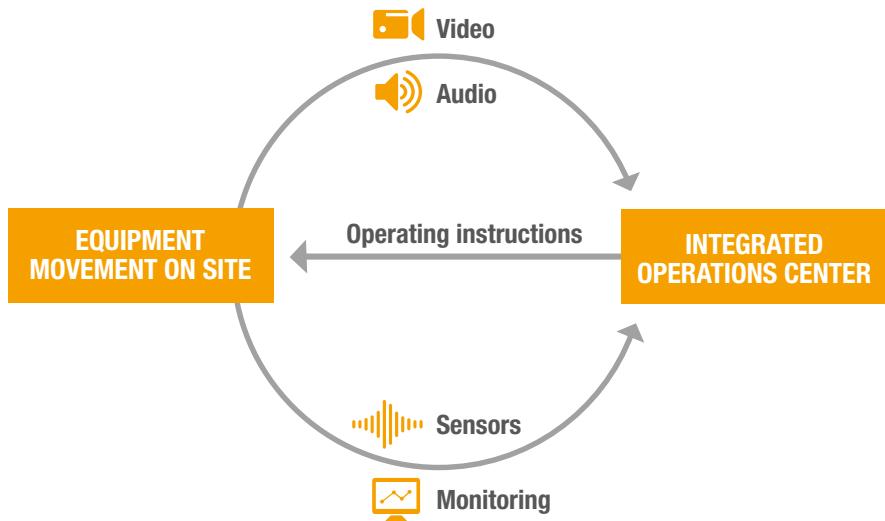 Video
Audio
EQUIPMENT
MOVEMENT ON SITE
Operating instructions
INTEGRATED
OPERATIONS CENTER
Sensors
Monitoring